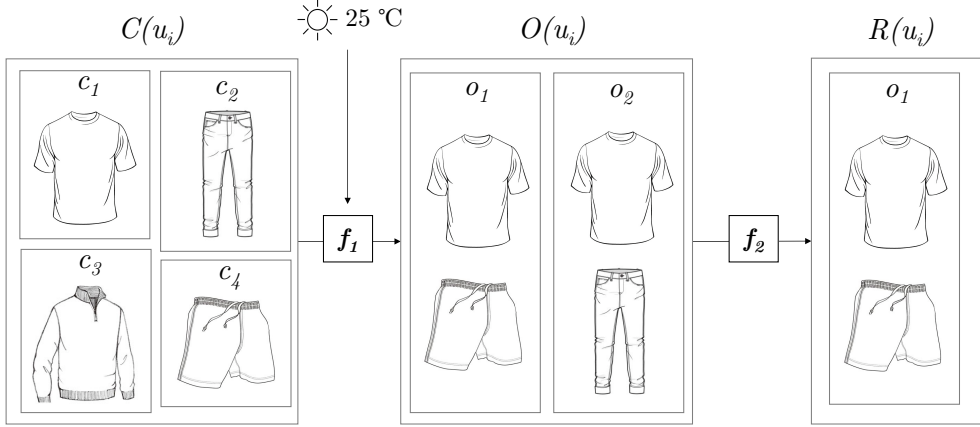 C(u_i)
25 ℃
O(u_i)
R(u_i)
c_1
c_2
c_3
c_4
f_1
o_1
o_2
f_2
o_1